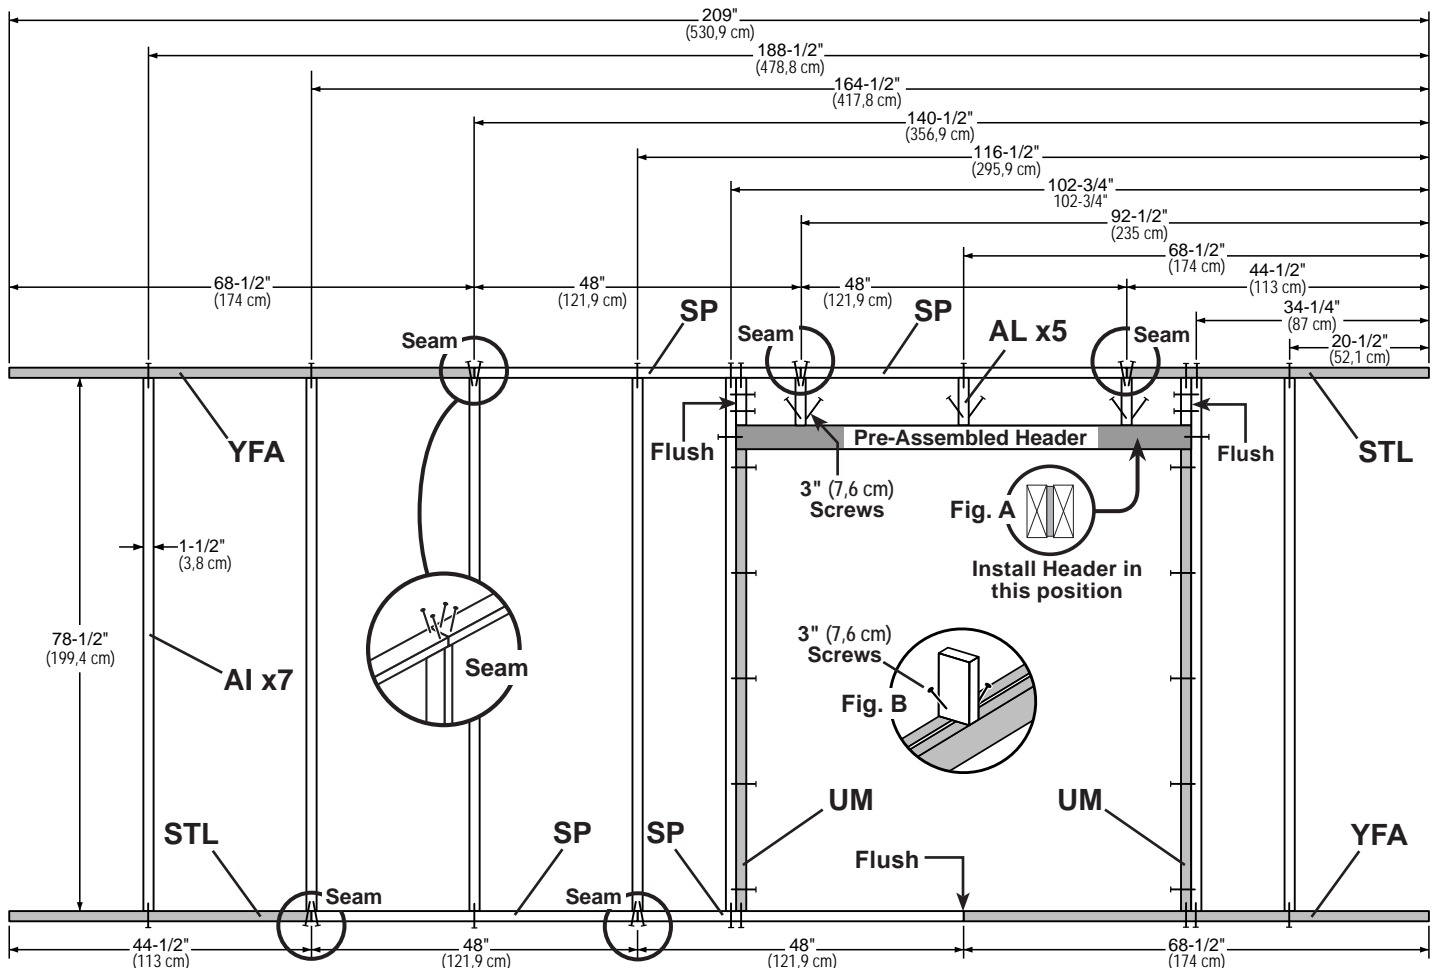 209"
(530,9 cm)
188-1/2"
(478,8 cm)
164-1/2"
(417,8 cm)
140-1/2"
(356,9 cm)
116-1/2"
(295,9 cm)
102-3/4"
102-3/4"
92-1/2"
(235 cm)
68-1/2"
(174 cm)
68-1/2"
(174 cm)
48"
(121,9 cm)
48"
(121,9 cm)
44-1/2"
(113 cm)
34-1/4"
(87 cm)
20-1/2"
(52,1 cm)
Seam
SP
Seam
SP
AL x5
Seam
YFA
Flush
Pre-Assembled Header
Flush
STL
3" (7,6 cm)
Screws
Fig. A
Install Header in
this position
1-1/2"
(3,8 cm)
78-1/2"
(199,4 cm)
AI x7
Seam
3" (7,6 cm)
Screws
Fig. B
UM
UM
STL
SP
SP
Flush
YFA
Seam
Seam
44-1/2"
(113 cm)
48"
(121,9 cm)
48"
(121,9 cm)
68-1/2"
(174 cm)